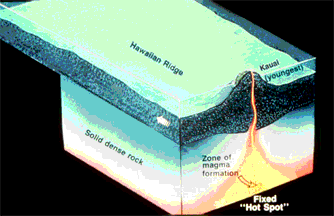 Hawaiian Ridge
Kauai
(youngest)
Solid dense rock
Zone of
magma
formation
Fixed
"Hot Spot"